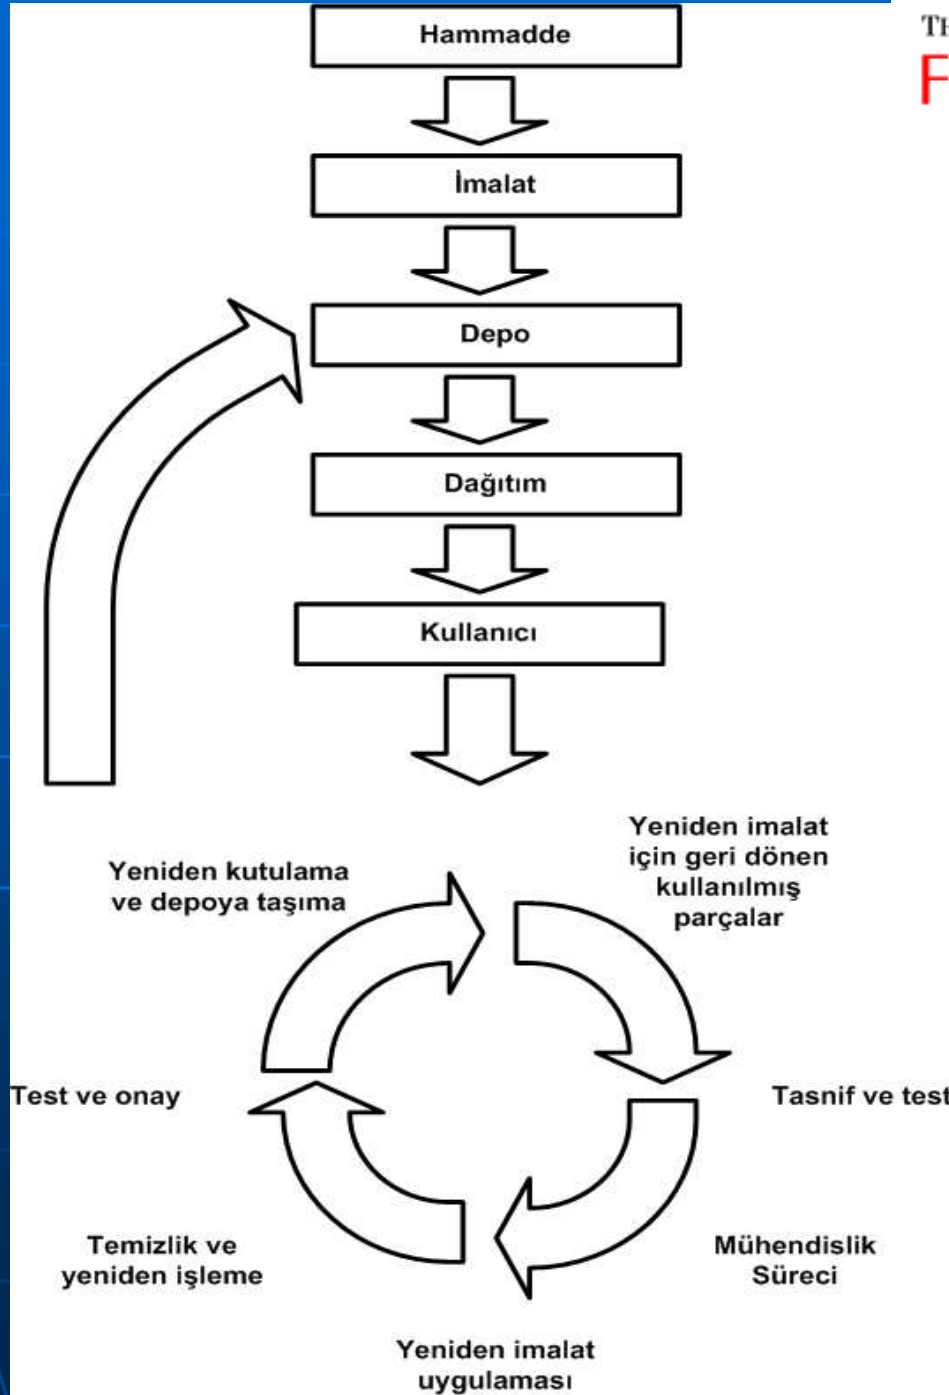 Hammadde
İmalat
Depo
Dağıtım
Kullanıcı
Yeniden imalat
için geri dönen
kullanılmış
parçalar
Yeniden kutulama
ve depoya taşıma
Test ve onay
Tasnif ve test
Temizlik ve
yeniden işleme
Mühendislik
Süreci
Yeniden imalat
uygulaması